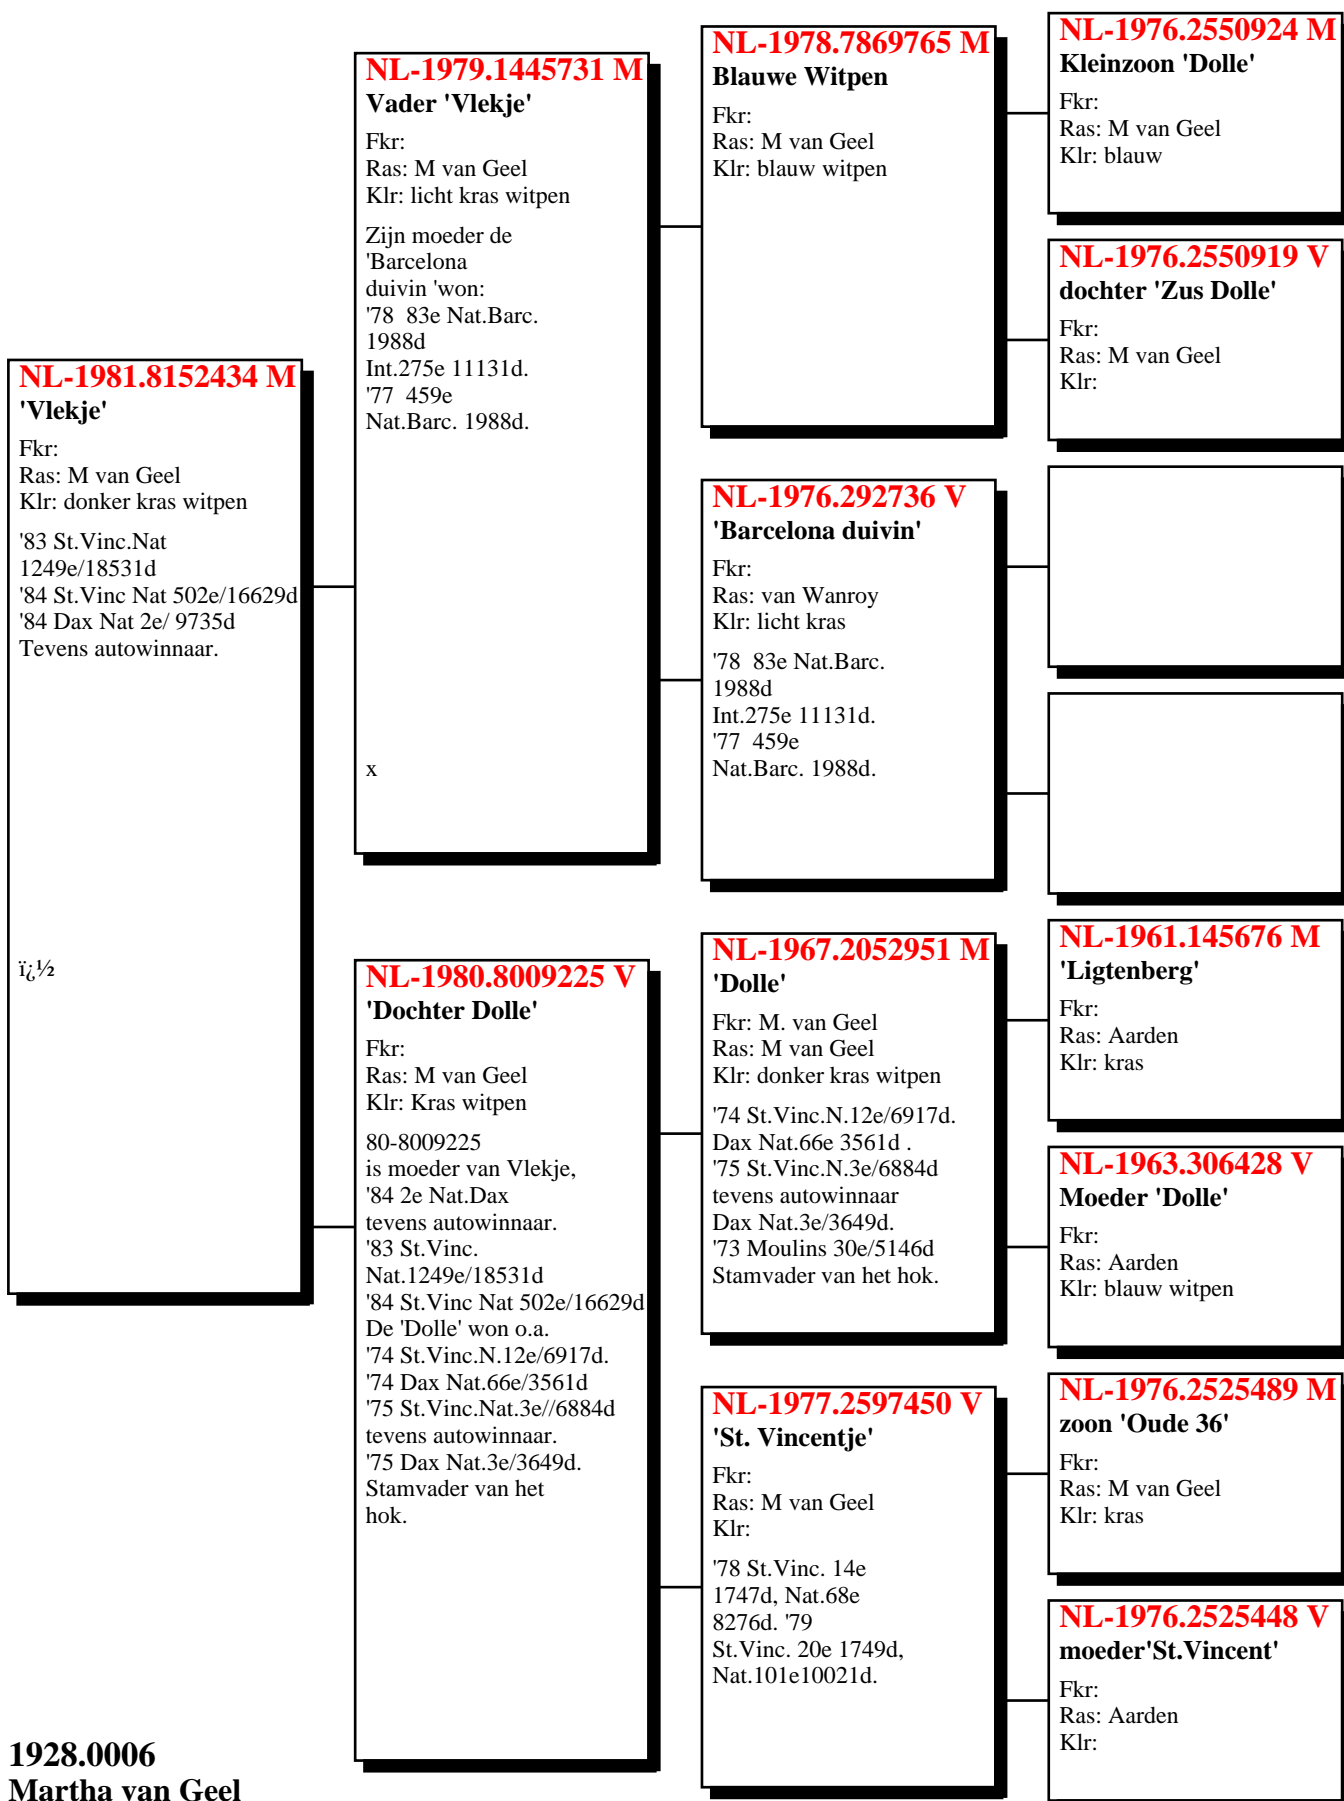 NL-1981.8152434 M
'Vlekje'
Fkr:
Ras: M van Geel
Klr: donker kras witpen
'83 St.Vinc.Nat
1249e/18531d
'84 St.Vinc Nat 502e/16629d
'84 Dax Nat 2e/ 9735d
Tevens autowinnaar.
ï¿½
NL-1979.1445731 M
Vader 'Vlekje'
Fkr:
Ras: M van Geel
Klr: licht kras witpen
Zijn moeder de
'Barcelona
duivin 'won:
'78  83e Nat.Barc.
1988d
Int.275e 11131d.
'77  459e
Nat.Barc. 1988d.
x
NL-1980.8009225 V
'Dochter Dolle'
Fkr:
Ras: M van Geel
Klr: Kras witpen
80-8009225
is moeder van Vlekje,
'84 2e Nat.Dax
tevens autowinnaar.
'83 St.Vinc.
Nat.1249e/18531d
'84 St.Vinc Nat 502e/16629d
De 'Dolle' won o.a.
'74 St.Vinc.N.12e/6917d.
'74 Dax Nat.66e/3561d
'75 St.Vinc.Nat.3e//6884d
tevens autowinnaar.
'75 Dax Nat.3e/3649d.
Stamvader van het
hok.
NL-1978.7869765 M
Blauwe Witpen
Fkr:
Ras: M van Geel
Klr: blauw witpen
NL-1976.292736 V
'Barcelona duivin'
Fkr:
Ras: van Wanroy
Klr: licht kras
'78  83e Nat.Barc.
1988d
Int.275e 11131d.
'77  459e
Nat.Barc. 1988d.
NL-1967.2052951 M
'Dolle'
Fkr: M. van Geel
Ras: M van Geel
Klr: donker kras witpen
'74 St.Vinc.N.12e/6917d.
Dax Nat.66e 3561d .
'75 St.Vinc.N.3e/6884d
tevens autowinnaar
Dax Nat.3e/3649d.
'73 Moulins 30e/5146d
Stamvader van het hok.
NL-1977.2597450 V
'St. Vincentje'
Fkr:
Ras: M van Geel
Klr:
'78 St.Vinc. 14e
1747d, Nat.68e
8276d. '79
St.Vinc. 20e 1749d,
Nat.101e10021d.
NL-1976.2550924 M
Kleinzoon 'Dolle'
Fkr:
Ras: M van Geel
Klr: blauw
NL-1976.2550919 V
dochter 'Zus Dolle'
Fkr:
Ras: M van Geel
Klr:
NL-1961.145676 M
'Ligtenberg'
Fkr:
Ras: Aarden
Klr: kras
NL-1963.306428 V
Moeder 'Dolle'
Fkr:
Ras: Aarden
Klr: blauw witpen
NL-1976.2525489 M
zoon 'Oude 36'
Fkr:
Ras: M van Geel
Klr: kras
NL-1976.2525448 V
moeder'St.Vincent'
Fkr:
Ras: Aarden
Klr:
1928.0006
Martha van Geel